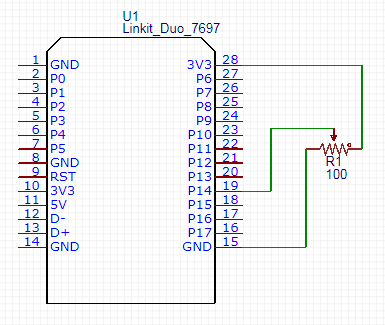 U1
Linkit_Duo_7697
1 GND 3V3 28
2 P0 P6 27
3 P1 P7 26
4 P2 P8 25
5 P3 P9 24
6 P4 P10 23
7 P5 P11 22
8 GND P12 21
9 RST P13 20
10 3V3 P14 19
11 5V P15 18
12 D- P16 17
13 D+ P17 16
14 GND GND 15
R1
100